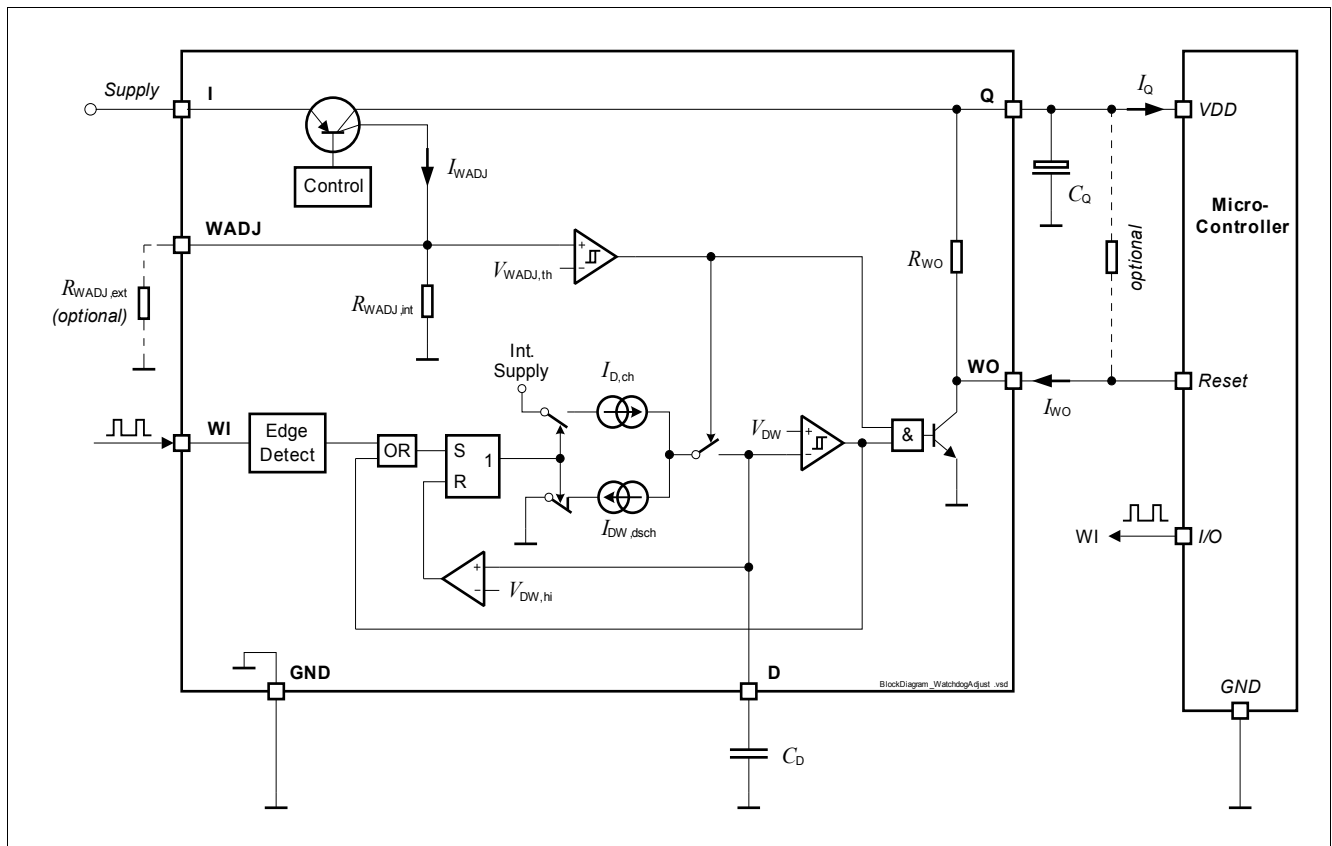 Supply
I
Q
I_Q
VDD
Control
I_WADJ
C_Q
Micro-
Controller
WADJ
+
−
V_WADJ,th
R_WO
optional
R_WADJ,ext
(optional)
R_WADJ,int
Int.
Supply
I_D,ch
WO
Reset
I_WO
WI
Edge
Detect
OR
S
R
1
V_DW
+
−
&
I_DW,dsch
WI
I/O
+
−
V_DW,hi
GND
D
BlockDiagram_WatchdogAdjust .vsd
GND
C_D